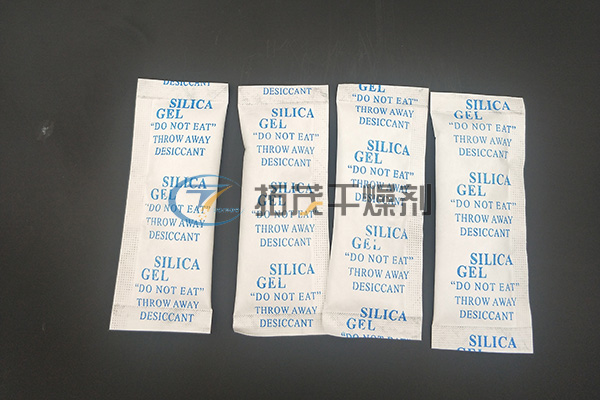 DESICCANT
SILICA
GEL
"DO NOT EAT"
THROW AWAY
DESICCANT
SILICA
GEL
"DO NOT EAT"
THROW AWAY
DESICCANT
SILICA
GEL
"DO NOT EAT"
THROW AWAY
DESICCANT
DESICCANT
SILICA
GEL
"DO NOT EAT"
THROW AWAY
DESICCANT
SILICA
GEL
"DO NOT EAT"
THROW AWAY
DESICCANT
SILICA
GEL
"DO NOT EAT"
THROW AWAY
DESICCANT
SILICA
GEL
"DO NOT EAT"
THROW AWAY
DESICCANT
SILICA
GEL
"DO NOT EAT"
THROW AWAY
DESICCANT
SILICA
GEL
"DO NOT EAT"
THROW AWAY
DESICCANT
SILICA
GEL
SILICA
GEL
"DO NOT EAT"
THROW AWAY
DESICCANT
SILICA
GEL
"DO NOT EAT"
THROW AWAY
DESICCANT
SILICA
GEL
"DO NOT EAT"
THROW AWAY
DESICCANT
SILICA
拓茂干燥剂